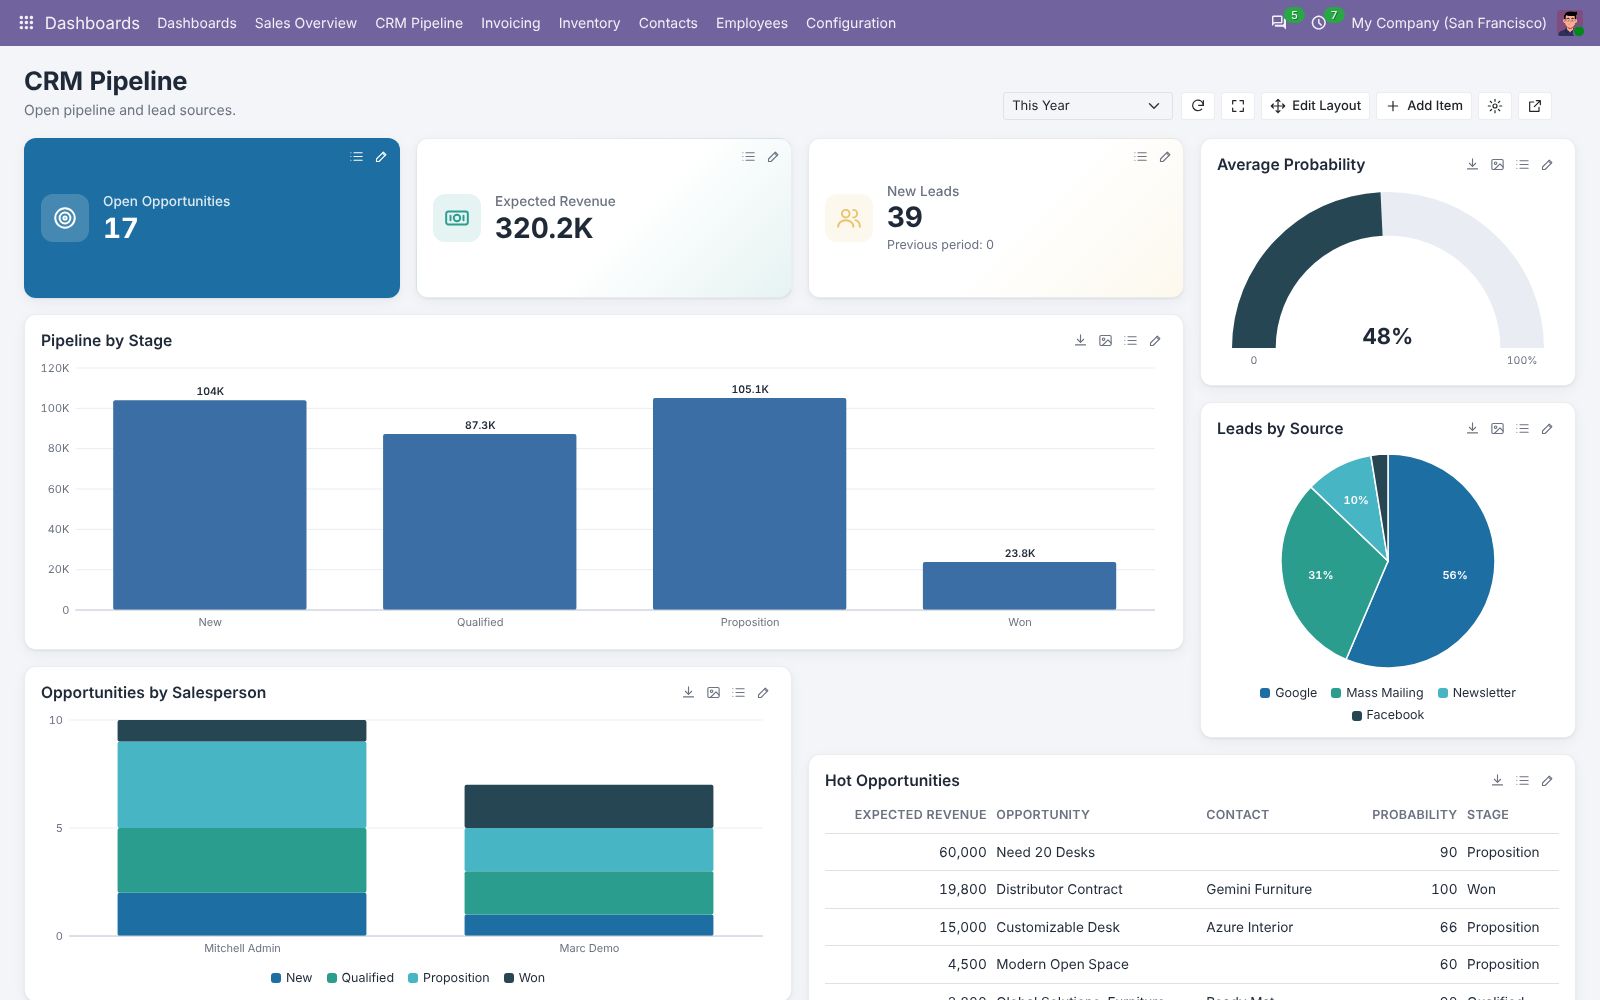 Dashboards Dashboards Sales Overview CRM Pipeline Invoicing Inventory Contacts Employees Configuration 5 7 My Company (San Francisco)
CRM Pipeline
Open pipeline and lead sources.
This Year Edit Layout Add Item
Open Opportunities
17
Expected Revenue
320.2K
New Leads
39
Previous period: 0
Average Probability
48%
0 100%
Pipeline by Stage
120K
100K
80K
60K
40K
20K
0
104K
87.3K
105.1K
23.8K
New Qualified Proposition Won
Leads by Source
10%
31%
56%
Google Mass Mailing Newsletter
Facebook
Opportunities by Salesperson
10
5
0
Mitchell Admin Marc Demo
New Qualified Proposition Won
Hot Opportunities
EXPECTED REVENUE OPPORTUNITY CONTACT PROBABILITY STAGE
60,000 Need 20 Desks 90 Proposition
19,800 Distributor Contract Gemini Furniture 100 Won
15,000 Customizable Desk Azure Interior 66 Proposition
4,500 Modern Open Space 60 Proposition